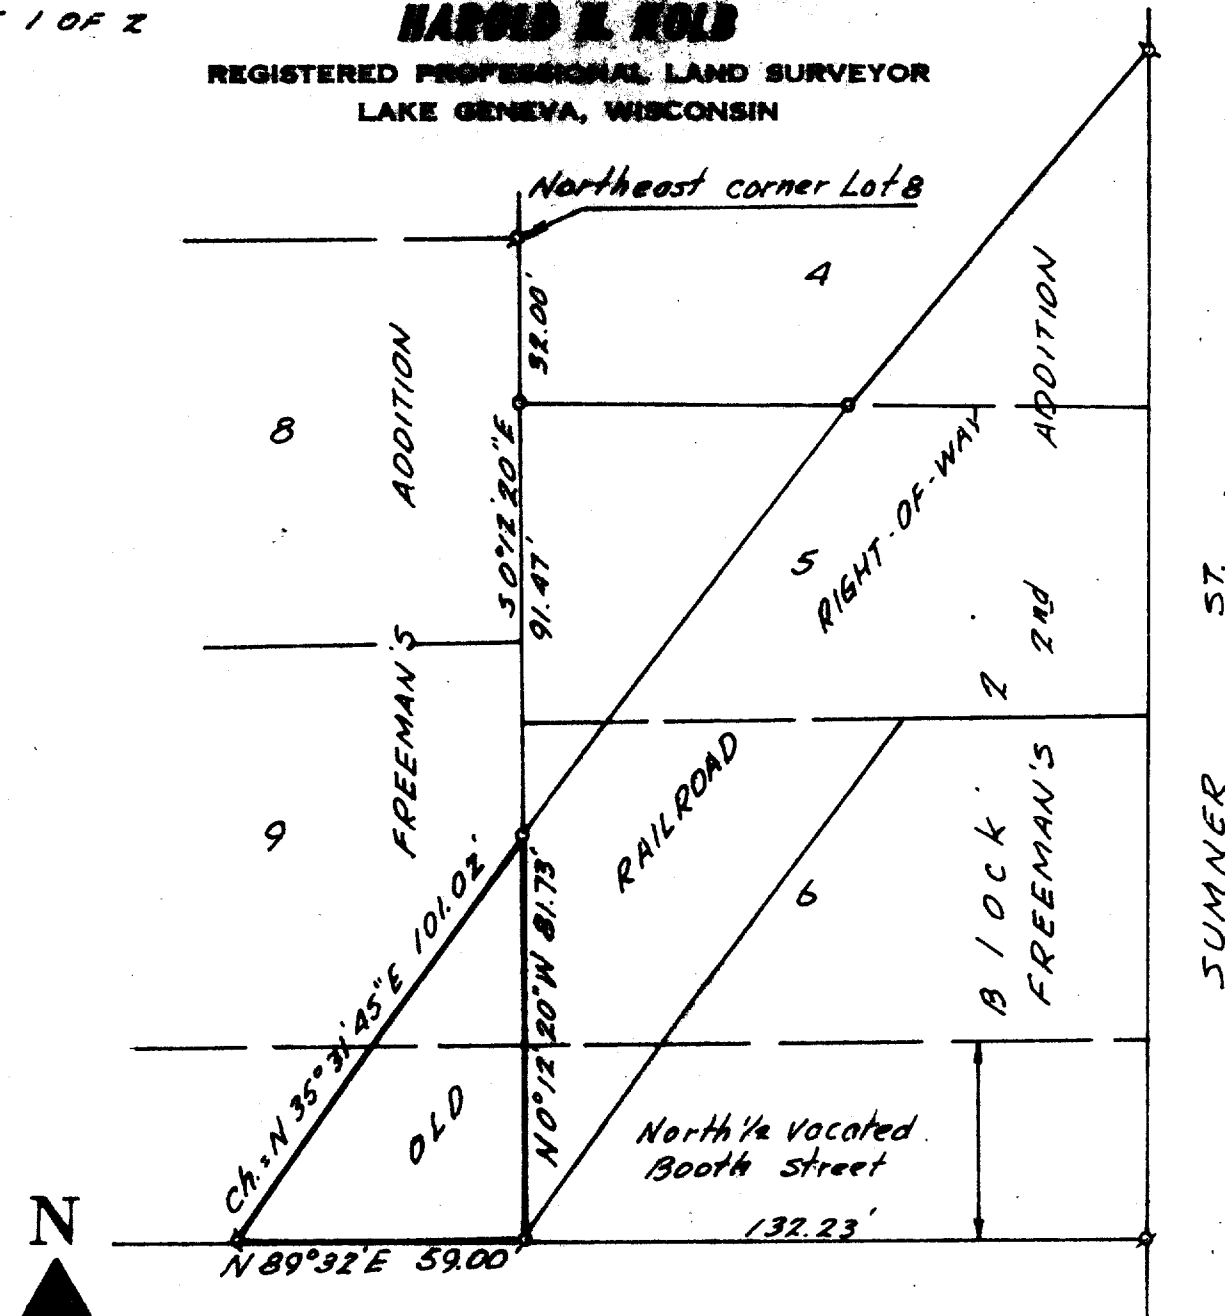 1 OF 2
HAROLD H. KOLB
REGISTERED PROFESSIONAL LAND SURVEYOR
LAKE GENEVA, WISCONSIN
Northeast corner Lot 8
4
32.00'
ADDITION
ADDITION
8
S 0°12'20"E
91.47'
5
RIGHT-OF-WAY
2nd
ST.
2
FREEMAN'S
FREEMAN'S
9
RAILROAD
BlOCK
SUMNER
6
Ch. = N 35°31'45"E 101.02'
N 0°12'20"W 81.73'
OLD
North 1/2 vacated
Booth Street
132.23'
N
N 89°32'E 59.00'